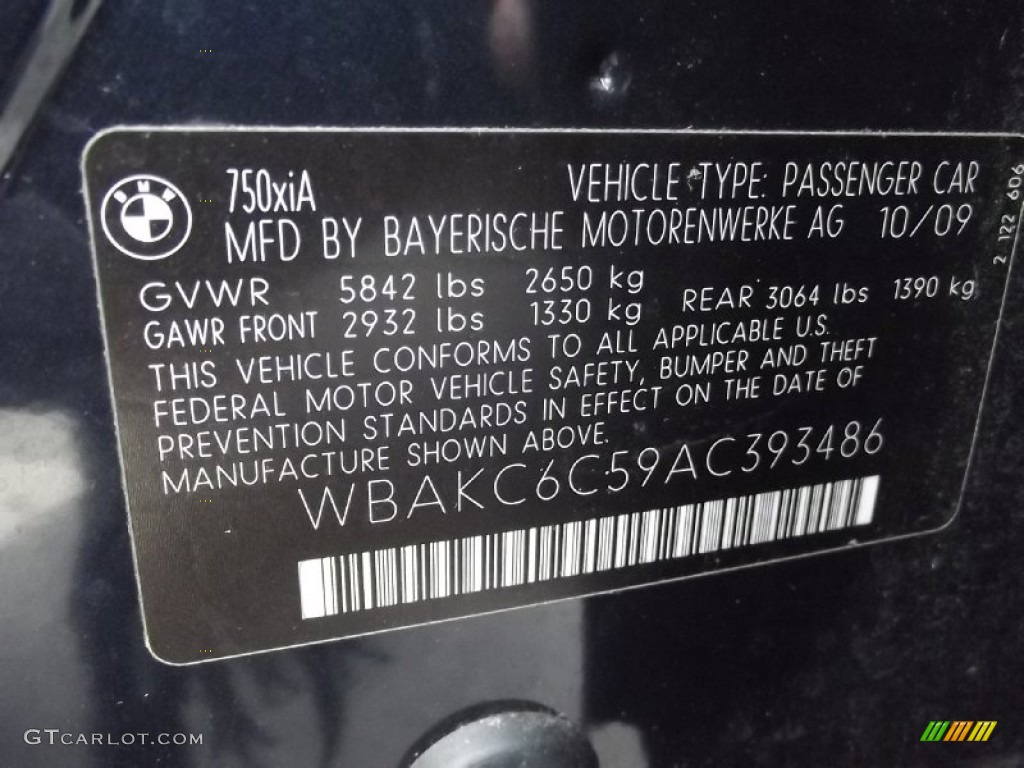 BMW
750xiA VEHICLE TYPE: PASSENGER CAR
MFD BY BAYERISCHE MOTORENWERKE AG 10/09
GVWR 5842 lbs 2650 kg
GAWR FRONT 2932 lbs 1330 kg REAR 3064 lbs 1390 kg
THIS VEHICLE CONFORMS TO ALL APPLICABLE U.S.
FEDERAL MOTOR VEHICLE SAFETY, BUMPER AND THEFT
PREVENTION STANDARDS IN EFFECT ON THE DATE OF
MANUFACTURE SHOWN ABOVE.
WBAKC6C59AC393486
2 122 606
GTCARLOT.COM